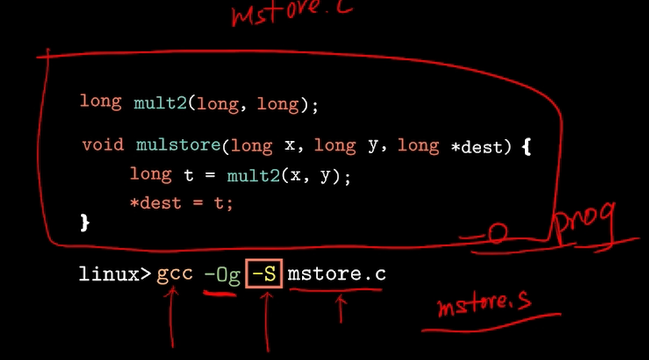 mstore.c
long mult2(long, long);
void mulstore(long x, long y, long *dest) {
long t = mult2(x, y);
*dest = t;
}
-o prog
linux> gcc -Og -S mstore.c
mstore.s